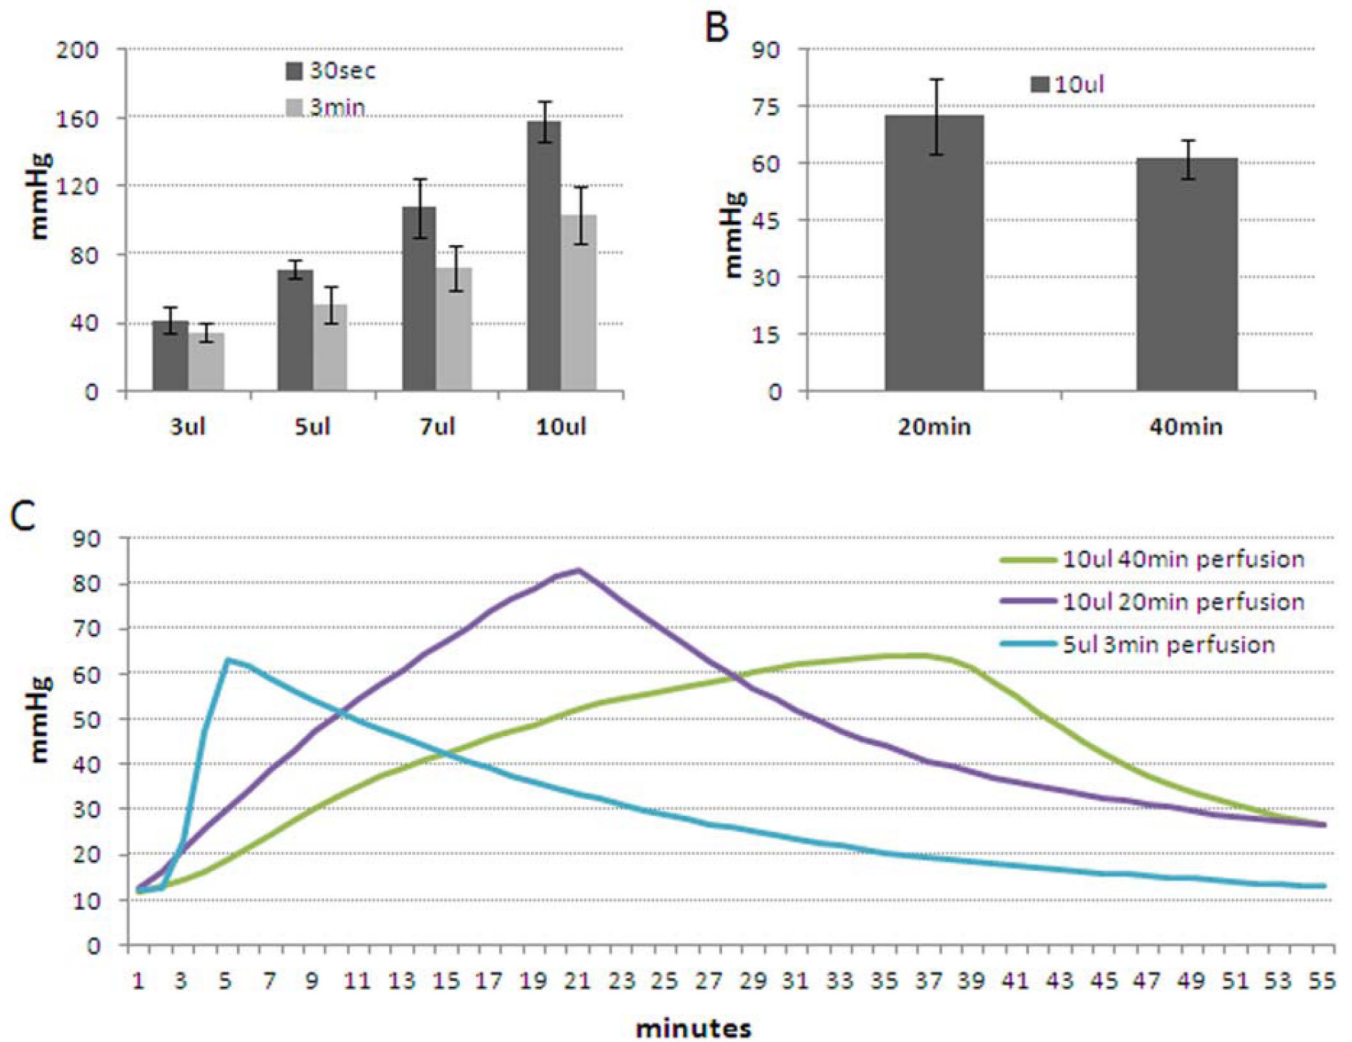 200
160
120
80
40
0
mmHg
30sec
3min
3ul 5ul 7ul 10ul
B
90
75
60
45
30
15
0
mmHg
10ul
20min 40min
C
90
80
70
60
50
40
30
20
10
0
mmHg
10ul 40min perfusion
10ul 20min perfusion
5ul 3min perfusion
1 3 5 7 9 11 13 15 17 19 21 23 25 27 29 31 33 35 37 39 41 43 45 47 49 51 53 55
minutes